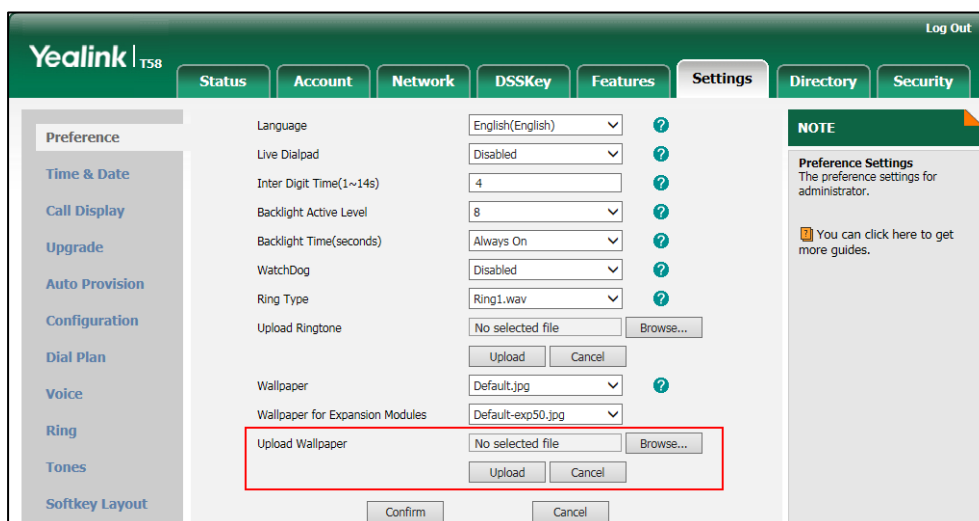 Log Out
Yealink | T58
Status Account Network DSSKey Features Settings Directory Security
Preference
Time & Date
Call Display
Upgrade
Auto Provision
Configuration
Dial Plan
Voice
Ring
Tones
Softkey Layout
Language English(English) ?
Live Dialpad Disabled ?
Inter Digit Time(1~14s) 4 ?
Backlight Active Level 8 ?
Backlight Time(seconds) Always On ?
WatchDog Disabled ?
Ring Type Ring1.wav ?
Upload Ringtone No selected file Browse...
Upload Cancel
Wallpaper Default.jpg ?
Wallpaper for Expansion Modules Default-exp50.jpg
Upload Wallpaper No selected file Browse...
Upload Cancel
Confirm Cancel
NOTE
Preference Settings
The preference settings for
administrator.
? You can click here to get
more guides.